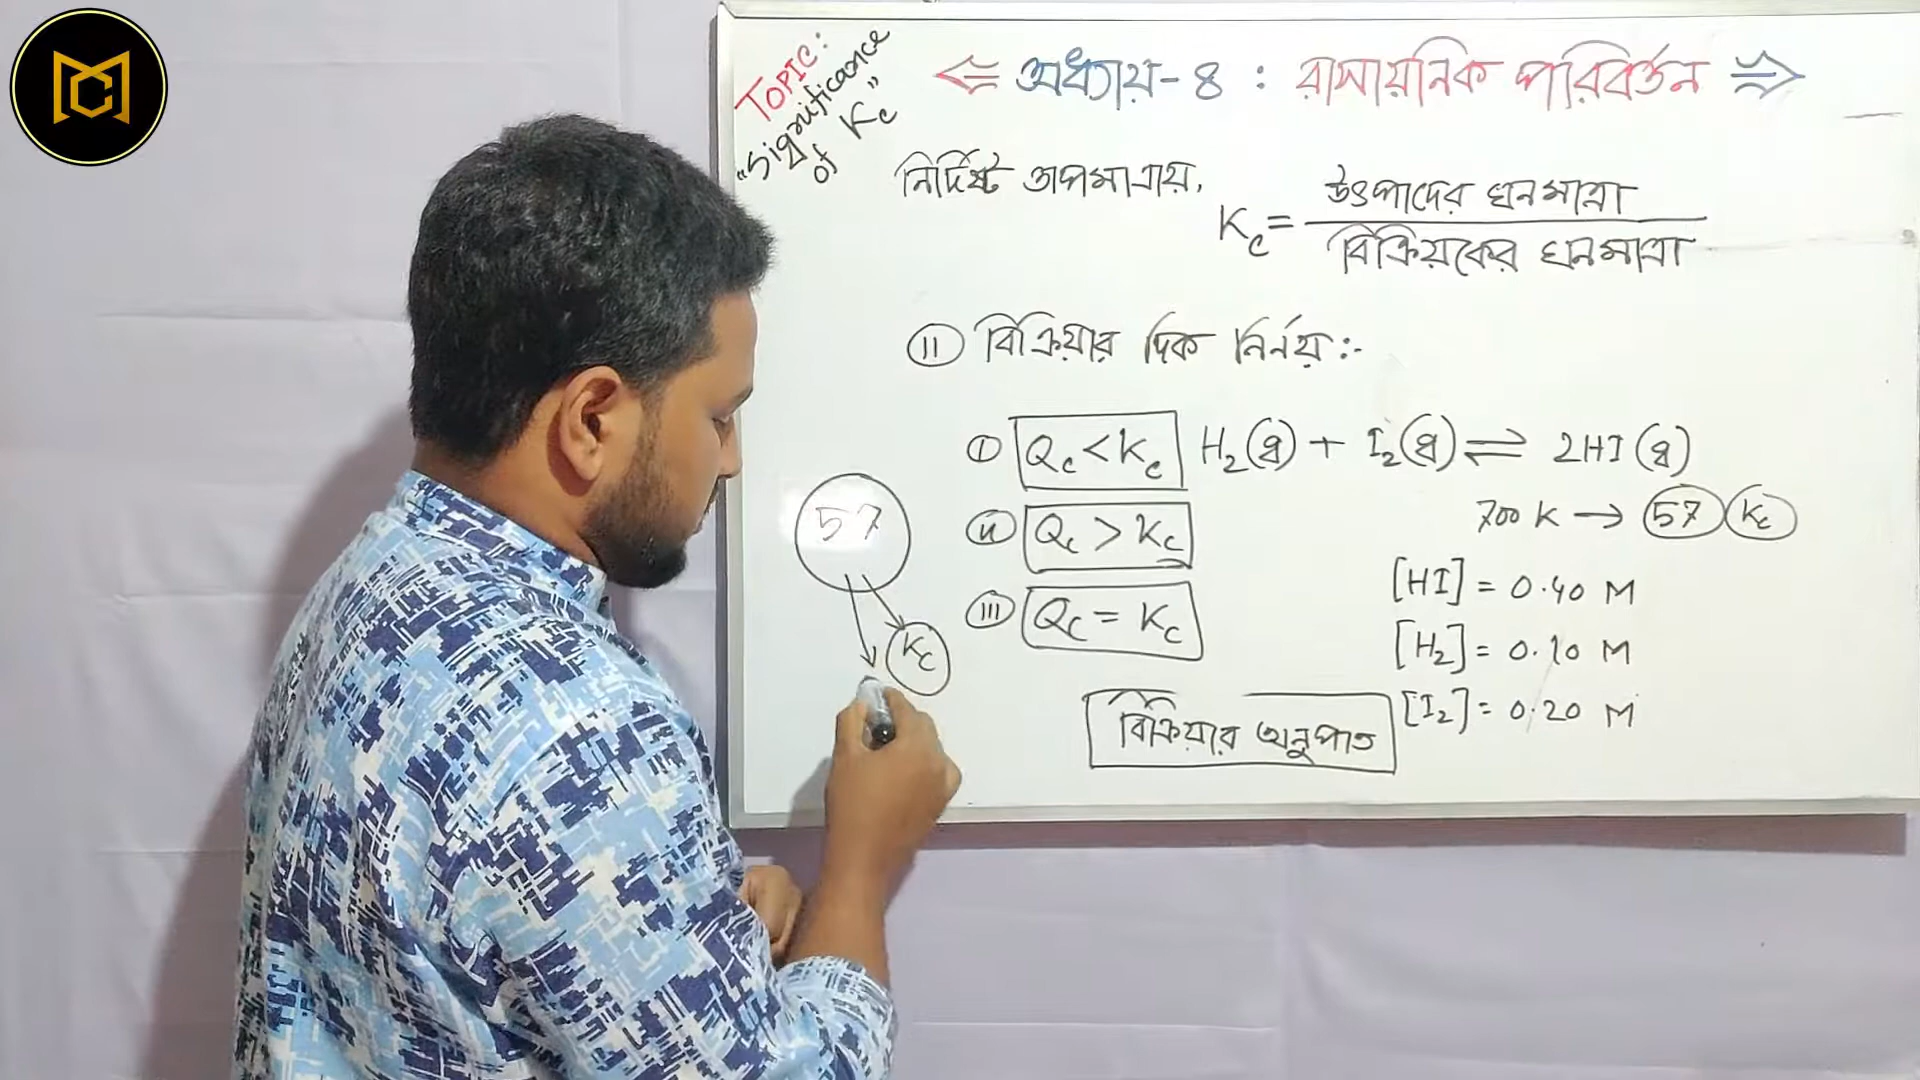 TOPIC:
"Significance
of Kc"
⇐ অধ্যায়-৪ : রাসায়নিক পরিবর্তন ⇒
নির্দিষ্ট তাপমাত্রায়,
Kc = উৎপাদের ঘনমাত্রা
বিক্রিয়কের ঘনমাত্রা
II বিক্রিয়ার দিক নির্নয় :-
I Qc < Kc H₂(g) + I₂(g) ⇌ 2HI (g)
700 K → 57 Kc
57
II Qc > Kc
[HI] = 0.40 M
III Qc = Kc
Kc
[H₂] = 0.10 M
[I₂] = 0.20 M
বিক্রিয়ার অনুপাত